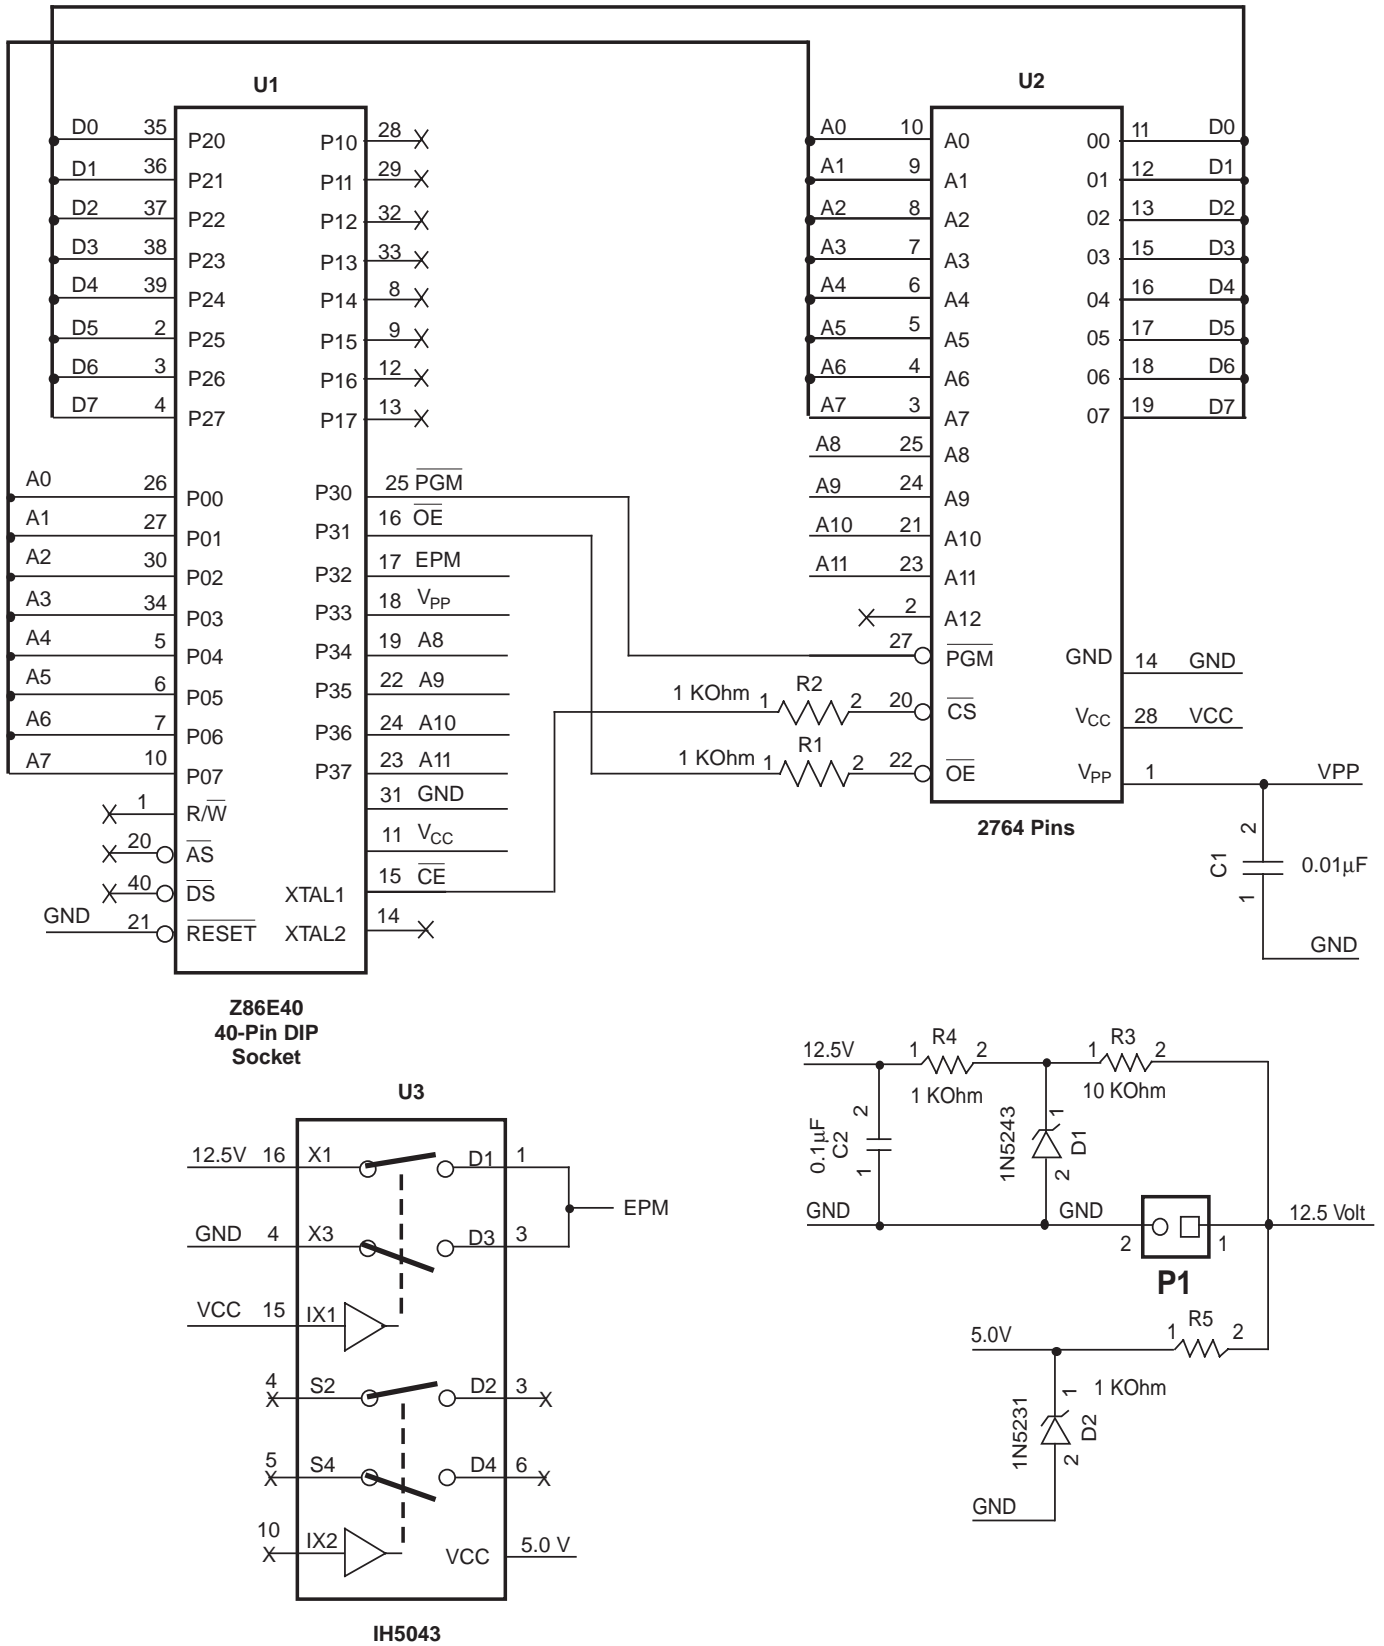 U1
D0 35 P20
D1 36 P21
D2 37 P22
D3 38 P23
D4 39 P24
D5 2 P25
D6 3 P26
D7 4 P27
A0 26 P00
A1 27 P01
A2 30 P02
A3 34 P03
A4 5 P04
A5 6 P05
A6 7 P06
A7 10 P07
1 R/W
20 AS
40 DS
GND 21 RESET
P10 28
P11 29
P12 32
P13 33
P14 8
P15 9
P16 12
P17 13
P30 25 PGM
P31 16 OE
P32 17 EPM
P33 18 VPP
P34 19 A8
P35 22 A9
P36 24 A10
P37 23 A11
31 GND
11 VCC
XTAL1 15 CE
XTAL2 14
Z86E40
40-Pin DIP
Socket
U2
A0 10 A0
A1 9 A1
A2 8 A2
A3 7 A3
A4 6 A4
A5 5 A5
A6 4 A6
A7 3 A7
A8 25 A8
A9 24 A9
A10 21 A10
A11 23 A11
2 A12
27 PGM
1 KOhm 1 R2 2 20 CS
1 KOhm 1 R1 2 22 OE
00 11 D0
01 12 D1
02 13 D2
03 15 D3
04 16 D4
05 17 D5
06 18 D6
07 19 D7
GND 14 GND
VCC 28 VCC
VPP 1 VPP
2764 Pins
2
C1 0.01µF
1
GND
U3
12.5V 16 X1 D1 1
EPM
GND 4 X3 D3 3
VCC 15 IX1
4 S2 D2 3
5 S4 D4 6
10 IX2
VCC 5.0 V
IH5043
12.5V 1 R4 2 1 R3 2
1 KOhm 10 KOhm
0.1µF C2 2 1
1N5243 D1 1 2
GND GND 2 1 12.5 Volt
P1
5.0V 1 R5 2
1 KOhm
1N5231 D2 1 2
GND